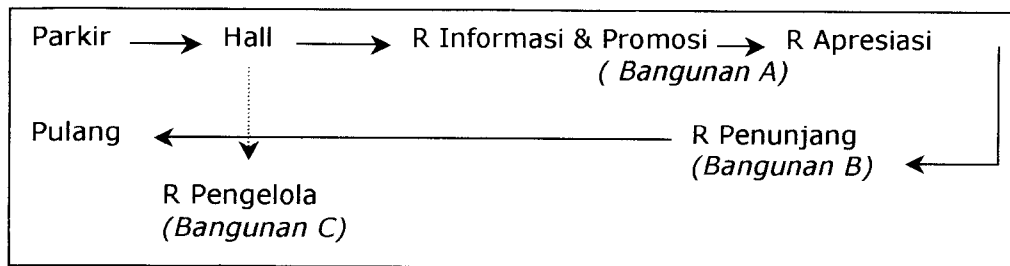 Parkir Hall R Informasi & Promosi R Apresiasi
( Bangunan A)
Pulang R Penunjang
(Bangunan B)
R Pengelola
(Bangunan C)